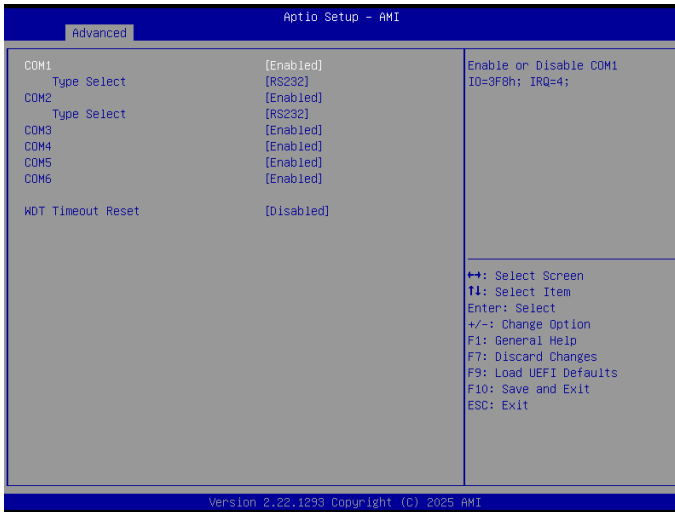 Aptio Setup – AMI
Advanced
COM1 [Enabled]
Type Select [RS232]
COM2 [Enabled]
Type Select [RS232]
COM3 [Enabled]
COM4 [Enabled]
COM5 [Enabled]
COM6 [Enabled]
WDT Timeout Reset [Disabled]
Enable or Disable COM1
IO=3F8h; IRQ=4;
↔: Select Screen
↑↓: Select Item
Enter: Select
+/-: Change Option
F1: General Help
F7: Discard Changes
F9: Load UEFI Defaults
F10: Save and Exit
ESC: Exit
Version 2.22.1293 Copyright (C) 2025 AMI